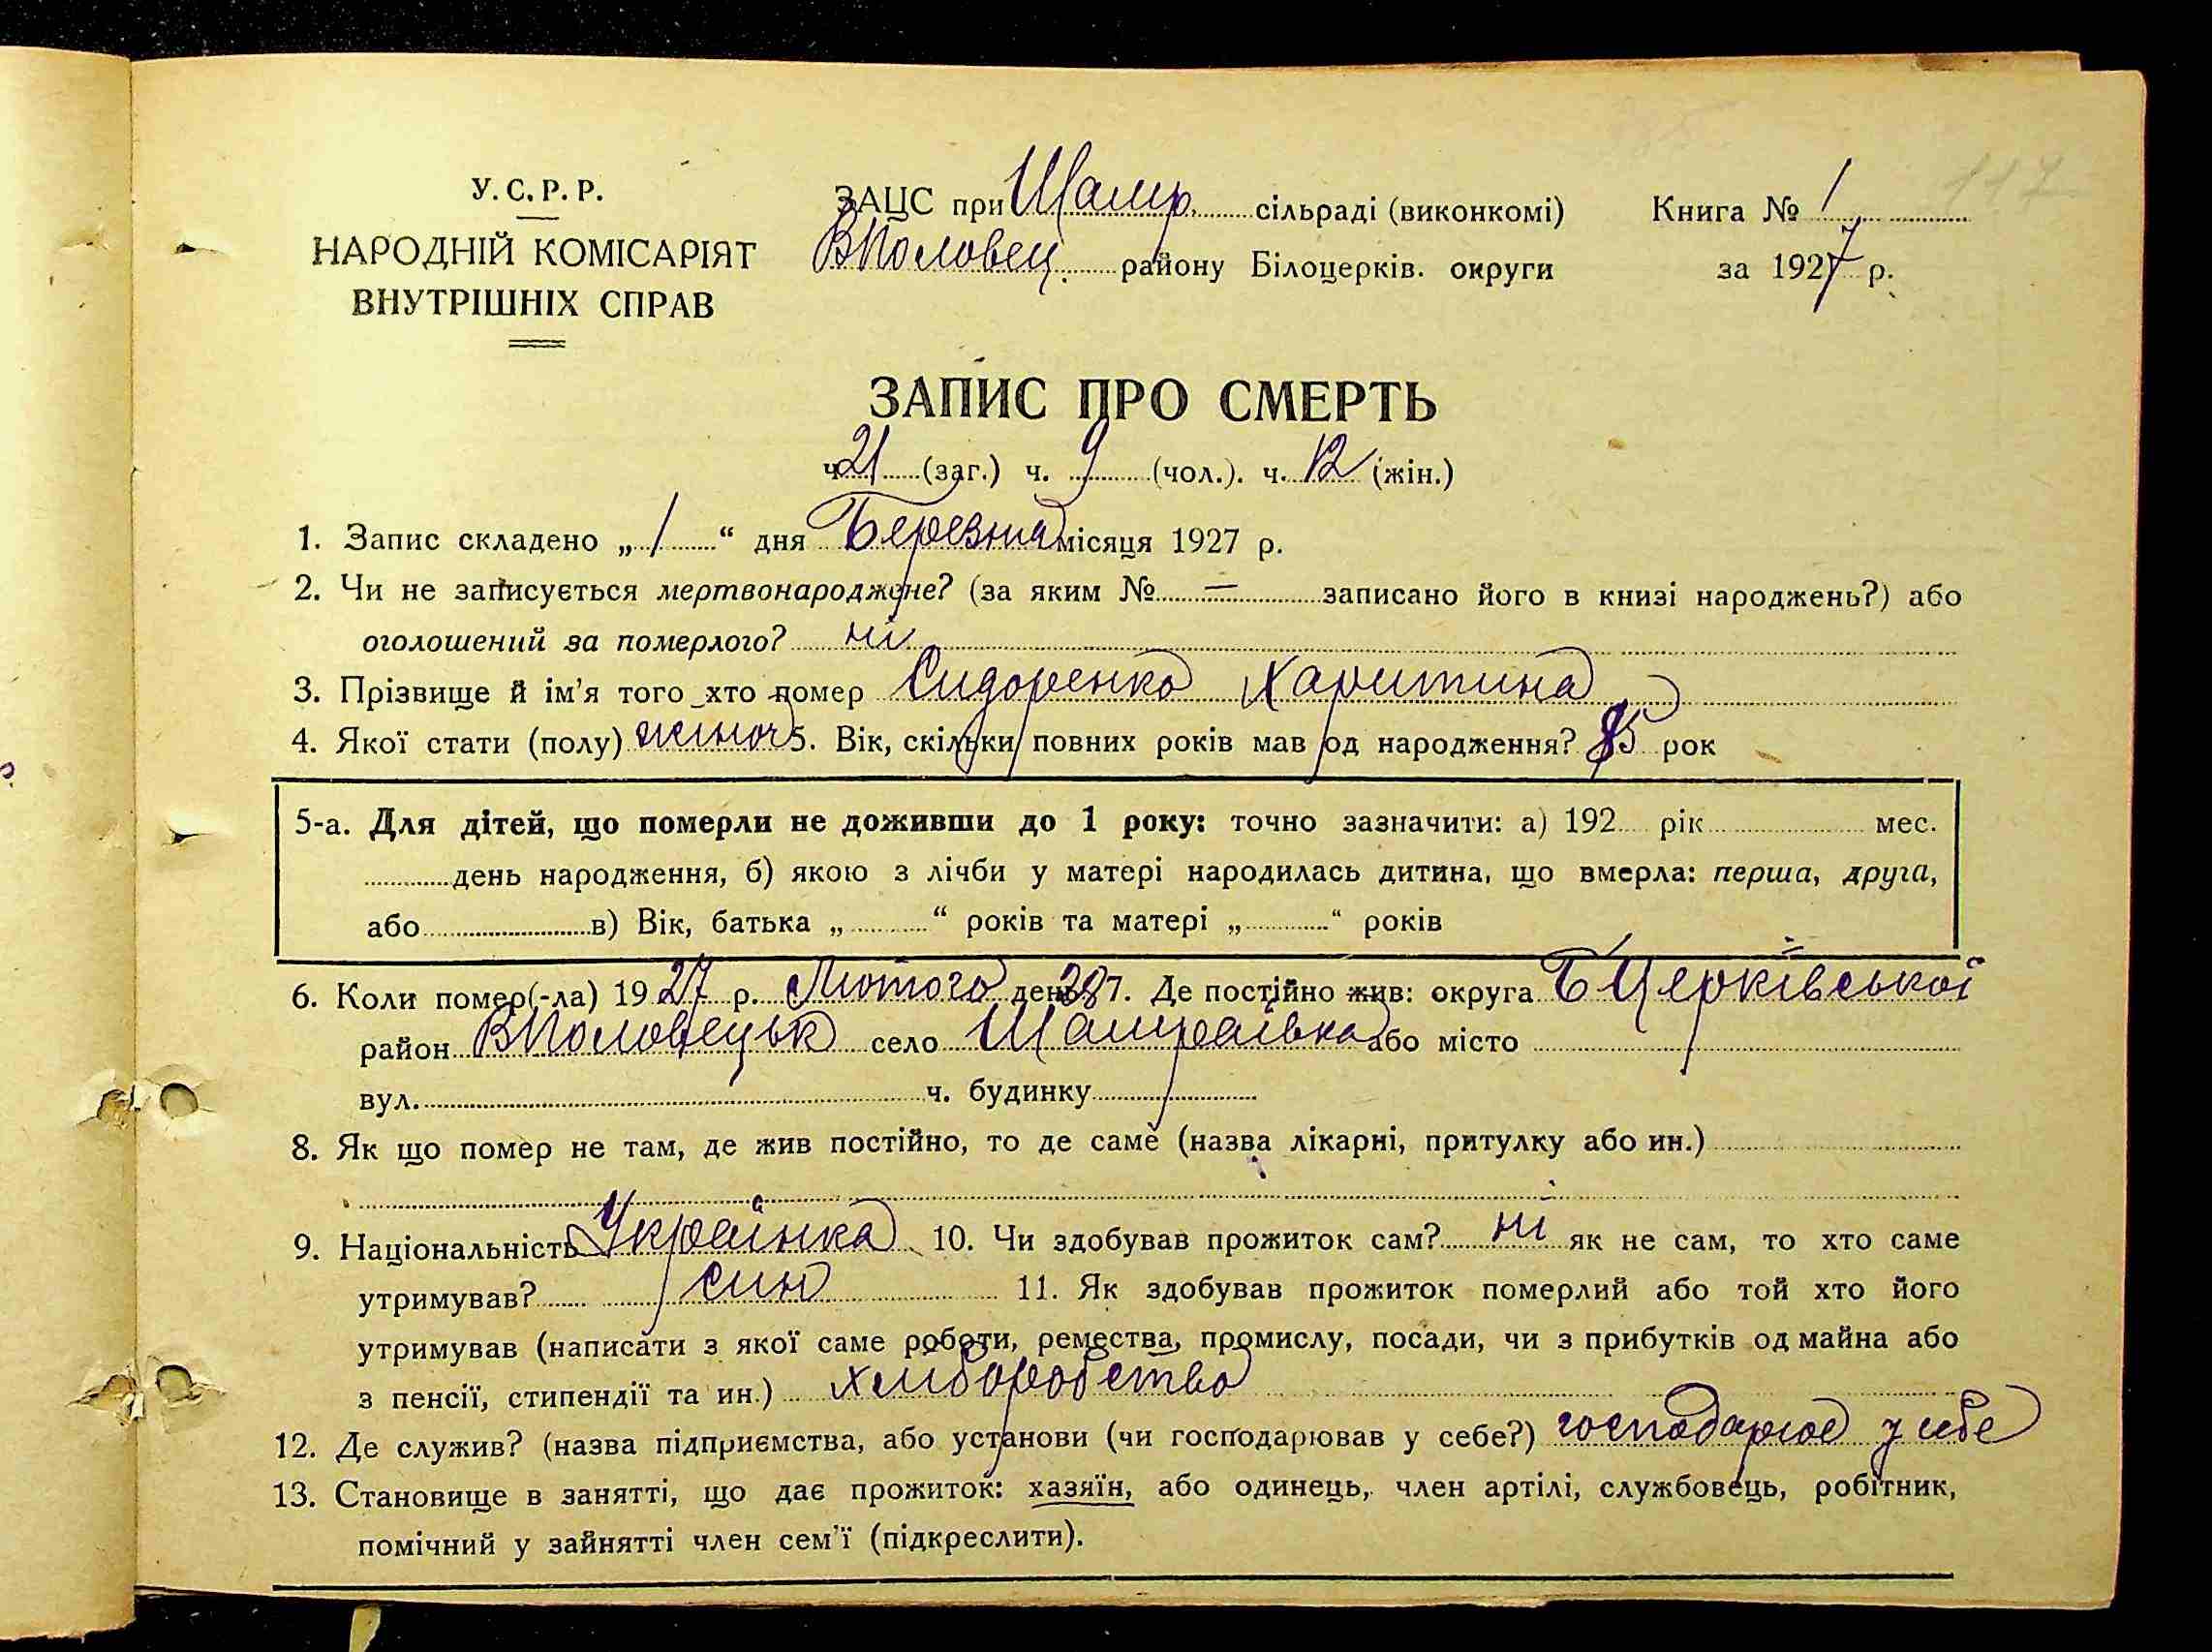 117
У. С. Р. Р.
НАРОДНІЙ КОМІСАРІЯТ
ВНУТРІШНІХ СПРАВ
ЗАЦС при Шамр. сільраді (виконкомі)
ВПоловец. району Білоцерків. округи
Книга № 1
за 1927 р.
ЗАПИС ПРО СМЕРТЬ
ч 21 (заг.) ч. 9 (чол.). ч. 12 (жін.)
1. Запис складено „ 1 “ дня Березня місяця 1927 р.
2. Чи не записується мертвонароджене? (за яким № — записано його в книзі народжень?) або
оголошений за померлого? ні
3. Прізвище й ім’я того хто помер Сидоренко Харитина
4. Якої стати (полу) жіноч 5. Вік, скільки повних років мав од народження? 85 рок
5-а. Для дітей, що померли не доживши до 1 року: точно зазначити: а) 192 рік мес.
день народження, б) якою з лічби у матері народилась дитина, що вмерла: перша, друга,
або в) Вік, батька „ “ років та матері „ “ років
6. Коли помер(-ла) 1927 р. Лютого день 28 7. Де постійно жив: округа БЦерківської
район ВПоловецьк село Шамраївка або місто
вул. ч. будинку
8. Як що помер не там, де жив постійно, то де саме (назва лікарні, притулку або ин.)
9. Національність Українка 10. Чи здобував прожиток сам? ні як не сам, то хто саме
утримував? син 11. Як здобував прожиток померлий або той хто його
утримував (написати з якої саме роботи, ремества, промислу, посади, чи з прибутків од майна або
з пенсії, стипендії та ин.) хліборобство
12. Де служив? (назва підприємства, або установи (чи господарював у себе?) господарює у себе
13. Становище в занятті, що дає прожиток: хазяїн, або одинець, член артілі, службовець, робітник,
помічний у зайнятті член сем’ї (підкреслити).